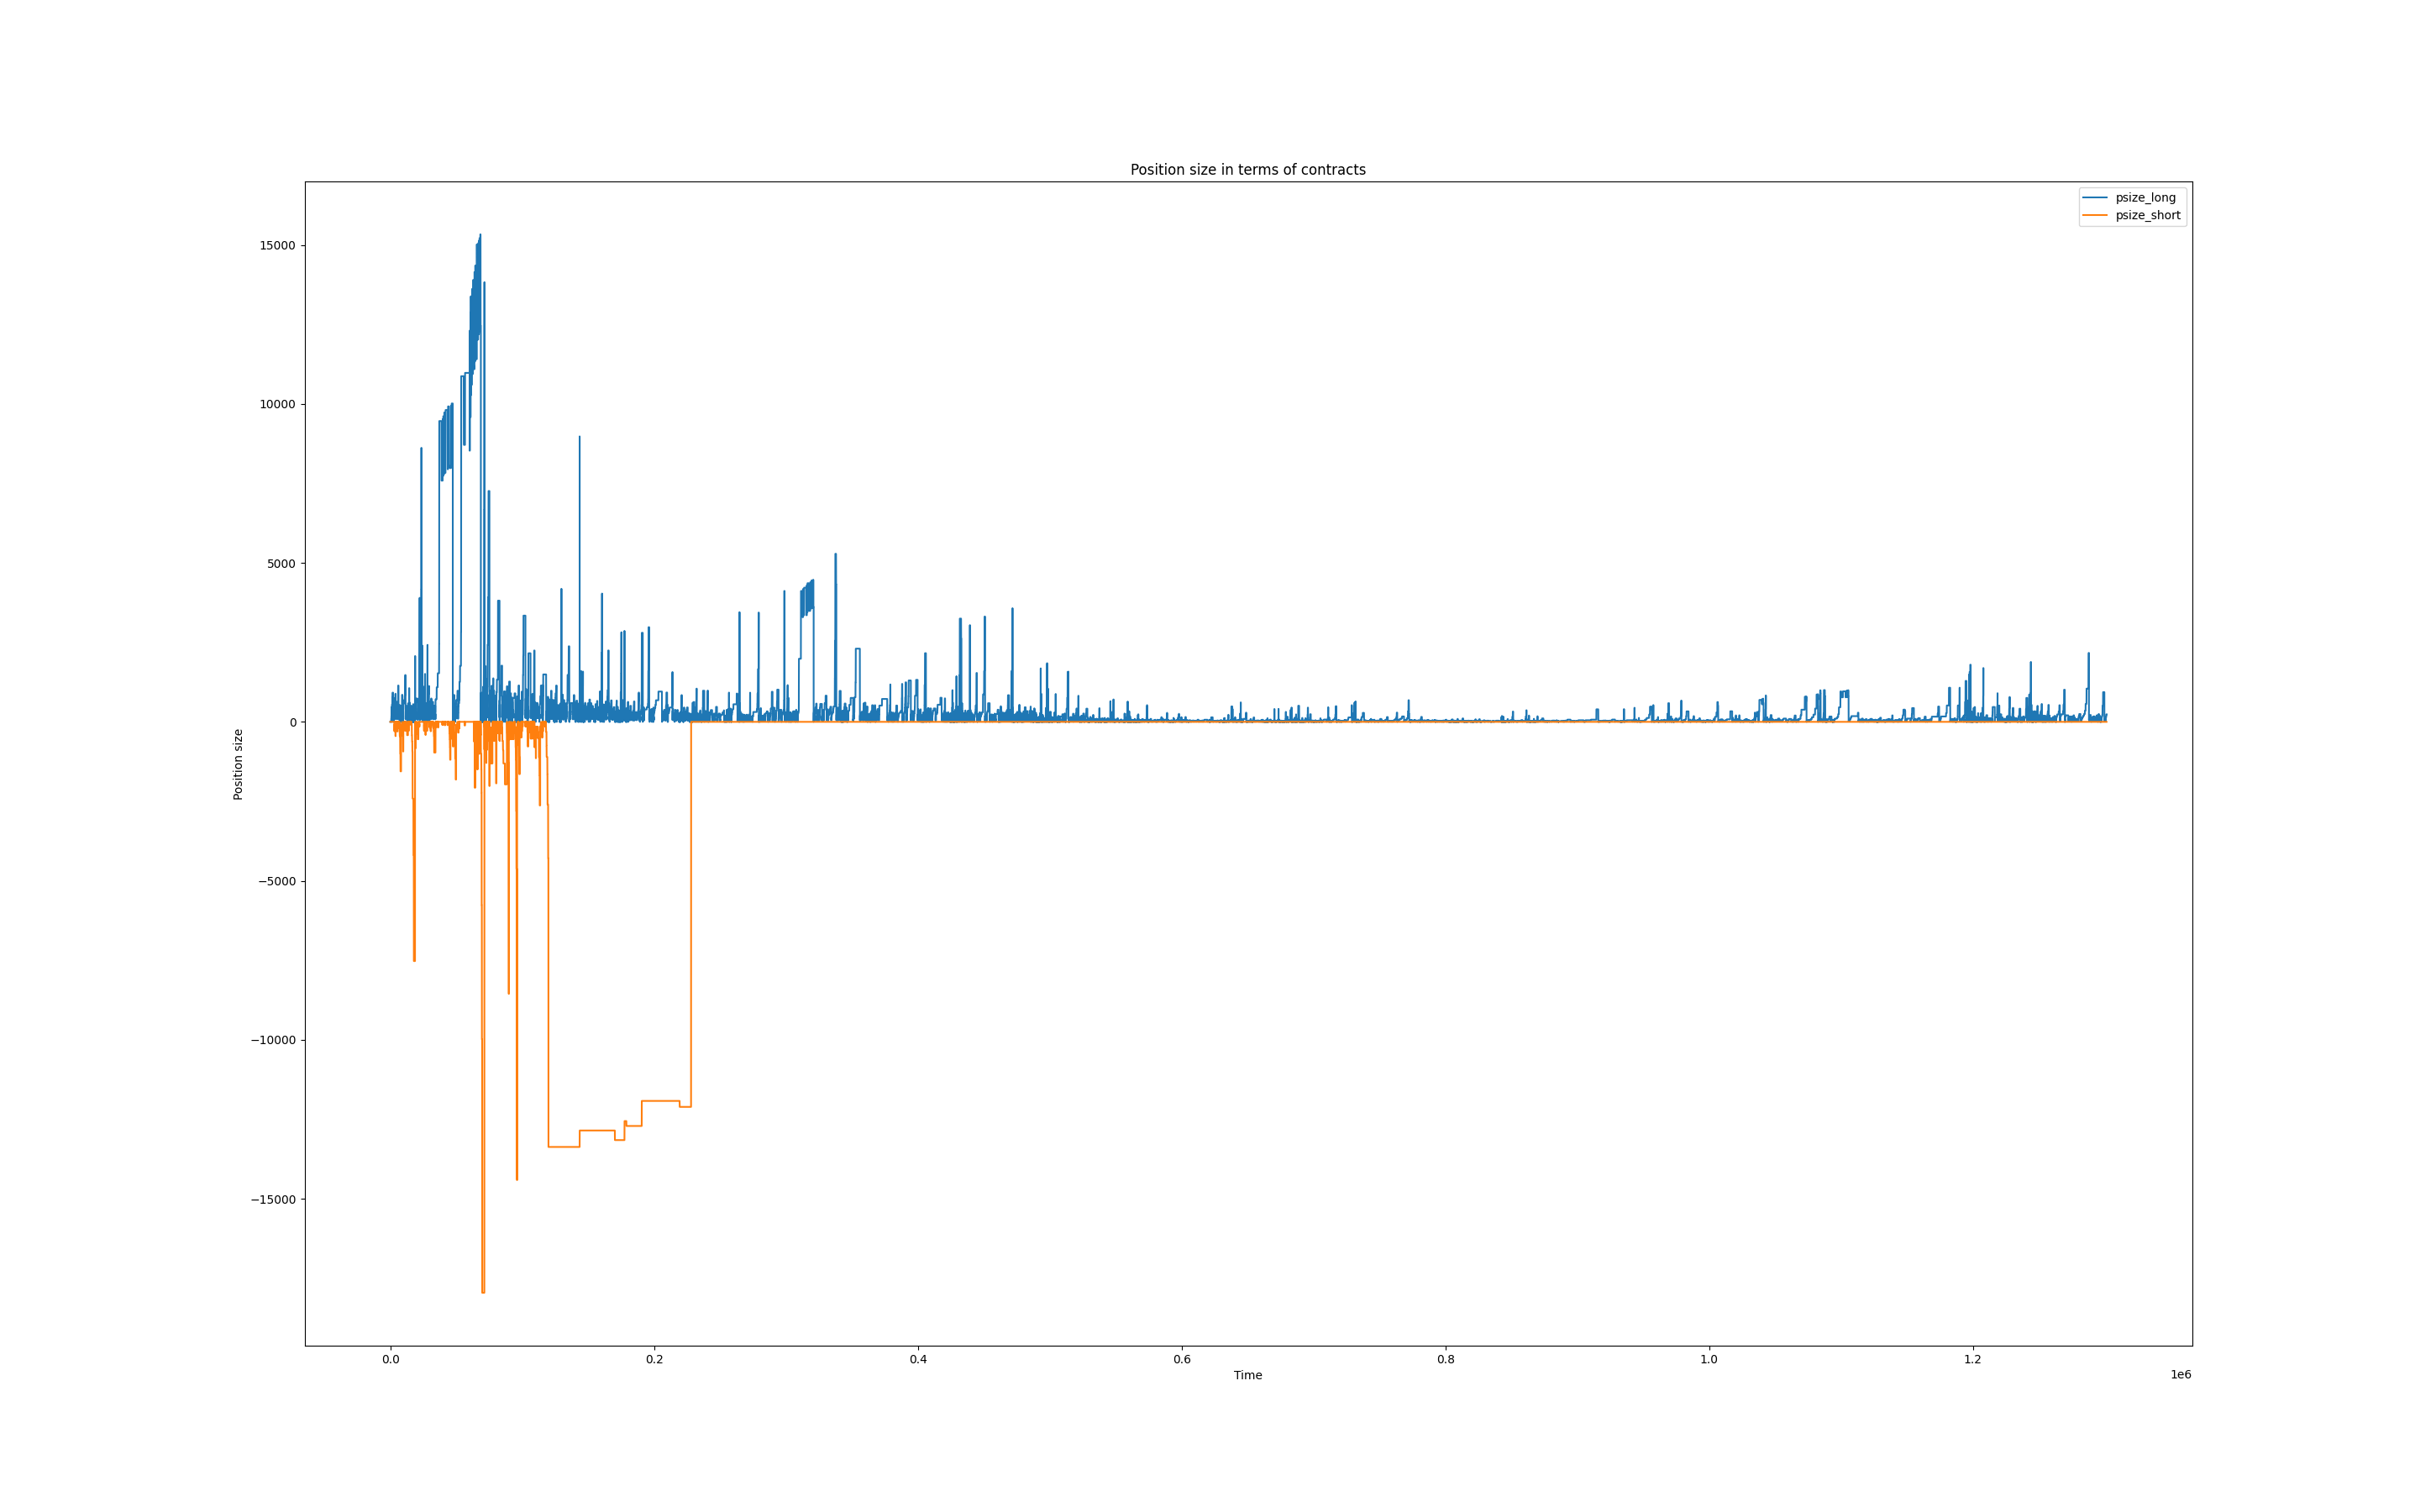 Position size in terms of contracts
psize_long
psize_short
15000
10000
5000
0
−5000
−10000
−15000
Position size
0.0
0.2
0.4
0.6
0.8
1.0
1.2
1e6
Time